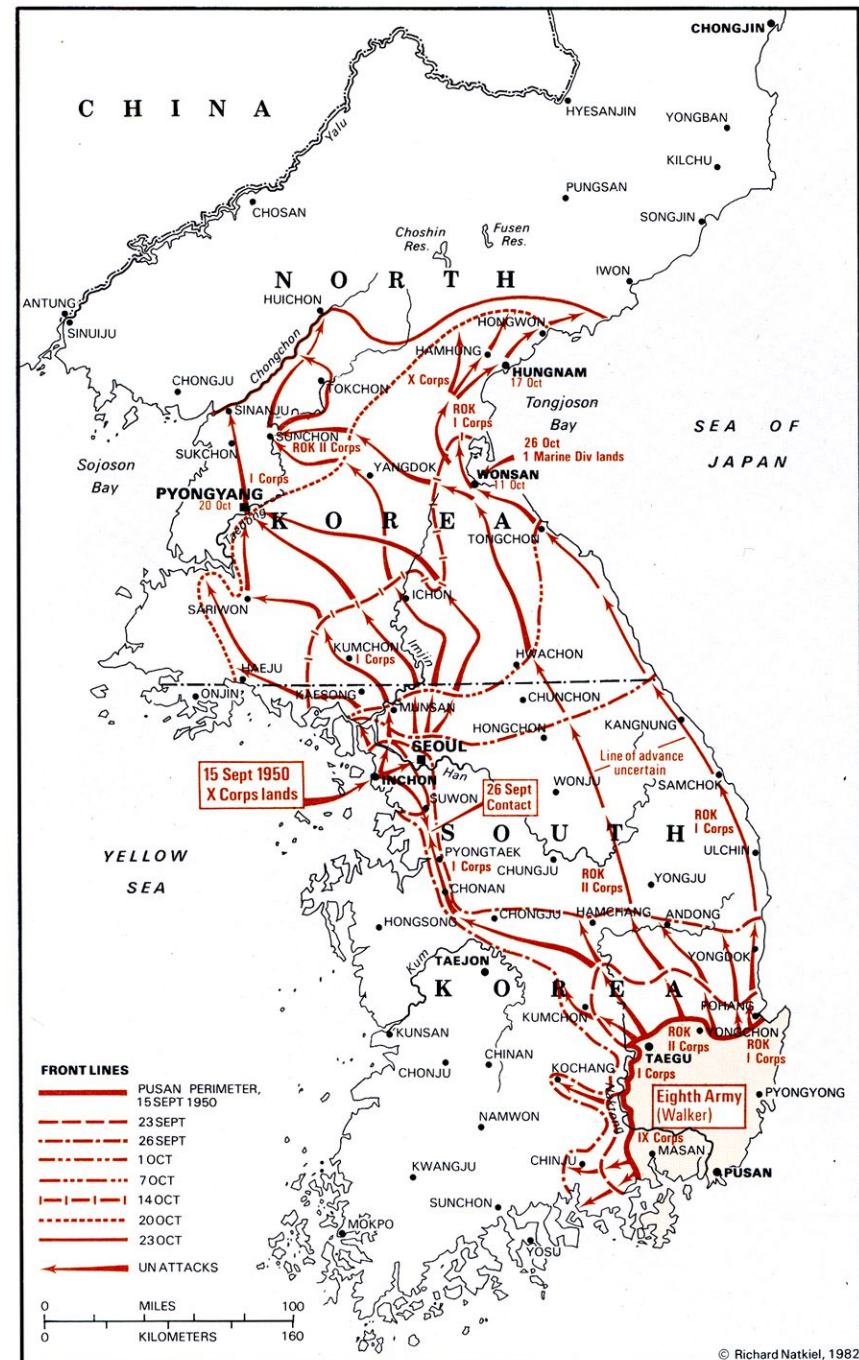 CHONGJIN
CHINA
HYESANJIN
YONGBAN
Yalu
KILCHU
CHOSAN
PUNGSAN
SONGJIN
Choshin
Res.
Fusen
Res.
NORTH
IWON
ANTUNG
SINUIJU
HUICHON
HONGWON
Chongchon
HAMHUNG
HUNGNAM
17 Oct
CHONGJU
TOKCHON
X Corps
SINANJU
ROK
I Corps
Tongjoson
Bay
SEA OF
JAPAN
SUNCHON
ROK II Corps
26 Oct
1 Marine Div lands
SUKCHON
Sojoson
Bay
I Corps
YANGDOK
WONSAN
11 Oct
PYONGYANG
20 Oct
Taedong
KOREA
TONGCHON
SARIWON
ICHON
KUMCHON
I Corps
Imjin
HWACHON
HAEJU
ONJIN
KAESONG
MUNSAN
CHUNCHON
HONGCHON
KANGNUNG
SEOUL
Line of advance
uncertain
15 Sept 1950
X Corps lands
INCHON
Han
SUWON
26 Sept
Contact
WONJU
SAMCHOK
ROK
I Corps
SOUTH
YELLOW
SEA
PYONGTAEK
I Corps
CHUNGJU
ULCHIN
ROK
II Corps
YONGJU
CHONAN
HONGSONG
CHONGJU
HAMCHANG
ANDONG
YONGDOK
Kum
TAEJON
KOREA
KUMCHON
POHANG
KUNSAN
ROK
II Corps
YONGCHON
ROK
I Corps
TAEGU
I Corps
CHONJU
CHINAN
KOCHANG
PYONGYONG
Naktong
Eighth Army
(Walker)
NAMWON
IX Corps
MASAN
KWANGJU
CHINJU
PUSAN
SUNCHON
MOKPO
YOSU
FRONT LINES
PUSAN PERIMETER,
15 SEPT 1950
23 SEPT
26 SEPT
1 OCT
7 OCT
14 OCT
20 OCT
23 OCT
UN ATTACKS
0 MILES 100
0 KILOMETERS 160
© Richard Natkiel, 1982